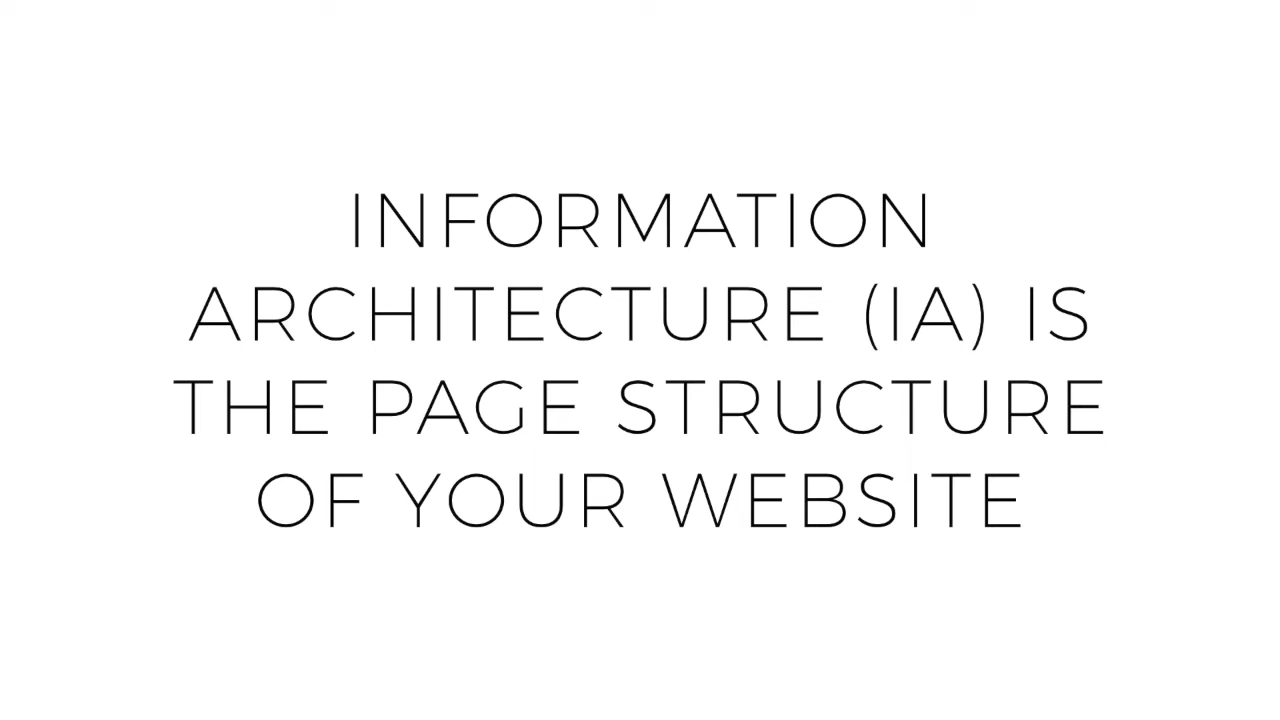 INFORMATION
ARCHITECTURE (IA) IS
THE PAGE STRUCTURE
OF YOUR WEBSITE